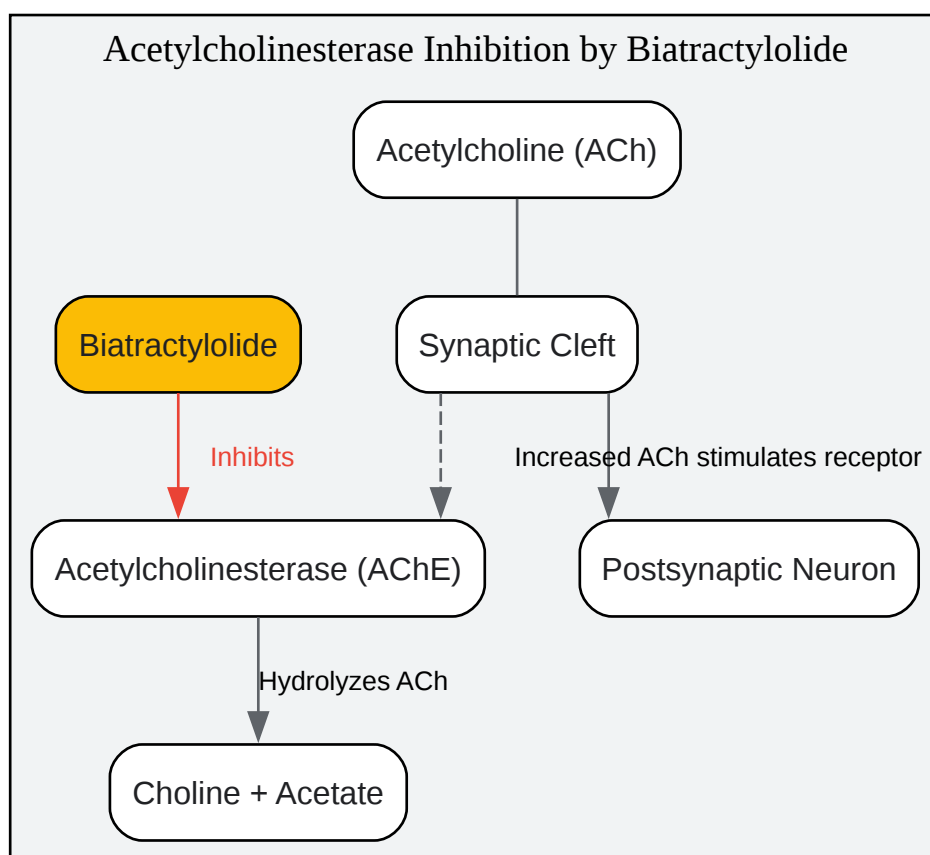 Acetylcholinesterase Inhibition by Biatractylolide
Acetylcholine (ACh)
Biatractylolide
Synaptic Cleft
Inhibits
Increased ACh stimulates receptor
Acetylcholinesterase (AChE)
Postsynaptic Neuron
Hydrolyzes ACh
Choline + Acetate